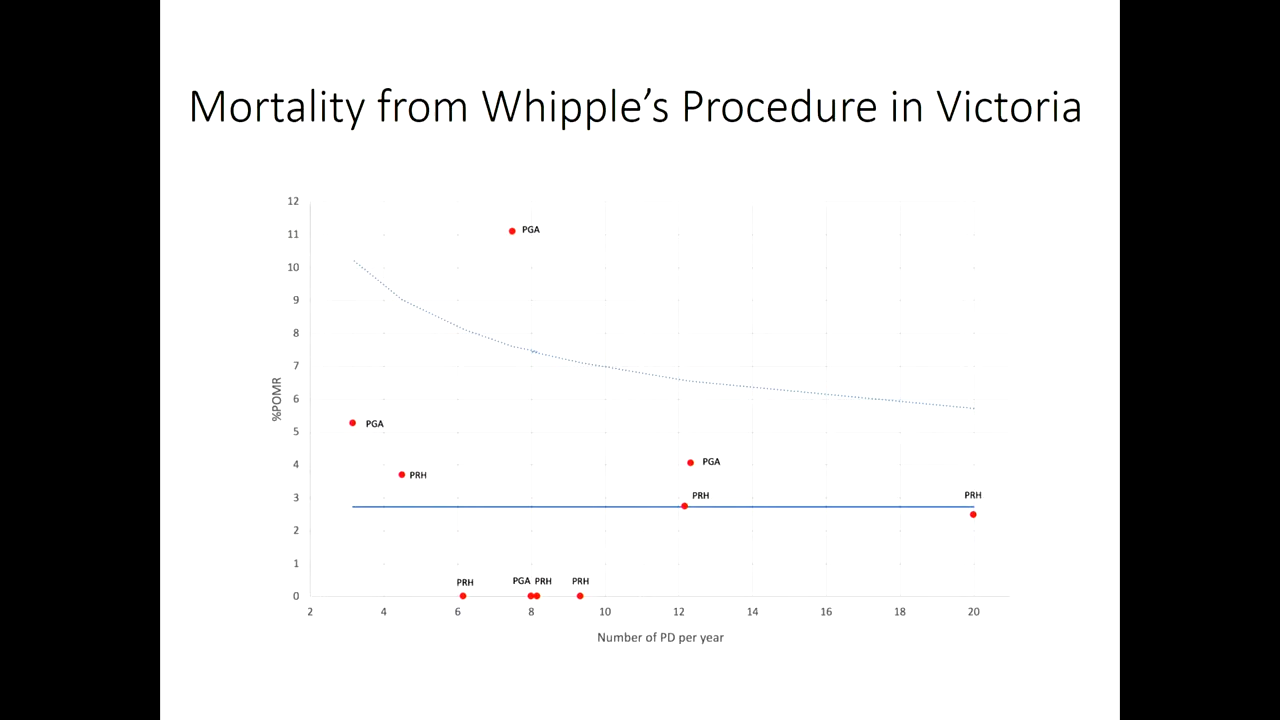 Mortality from Whipple’s Procedure in Victoria
12
11
10
9
8
7
6
5
4
3
2
1
0
%POMR
PGA
PGA
PRH
PGA
PRH
PRH
PRH
PGA PRH
PRH
2 4 6 8 10 12 14 16 18 20
Number of PD per year